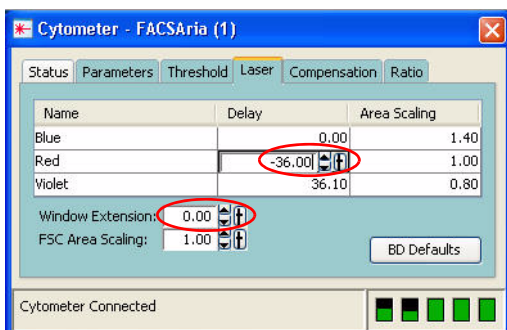 Cytometer - FACSAria (1)
Status Parameters Threshold Laser Compensation Ratio
Name Delay Area Scaling
Blue 0.00 1.40
Red -36.00 1.00
Violet 36.10 0.80
Window Extension: 0.00
FSC Area Scaling: 1.00
BD Defaults
Cytometer Connected